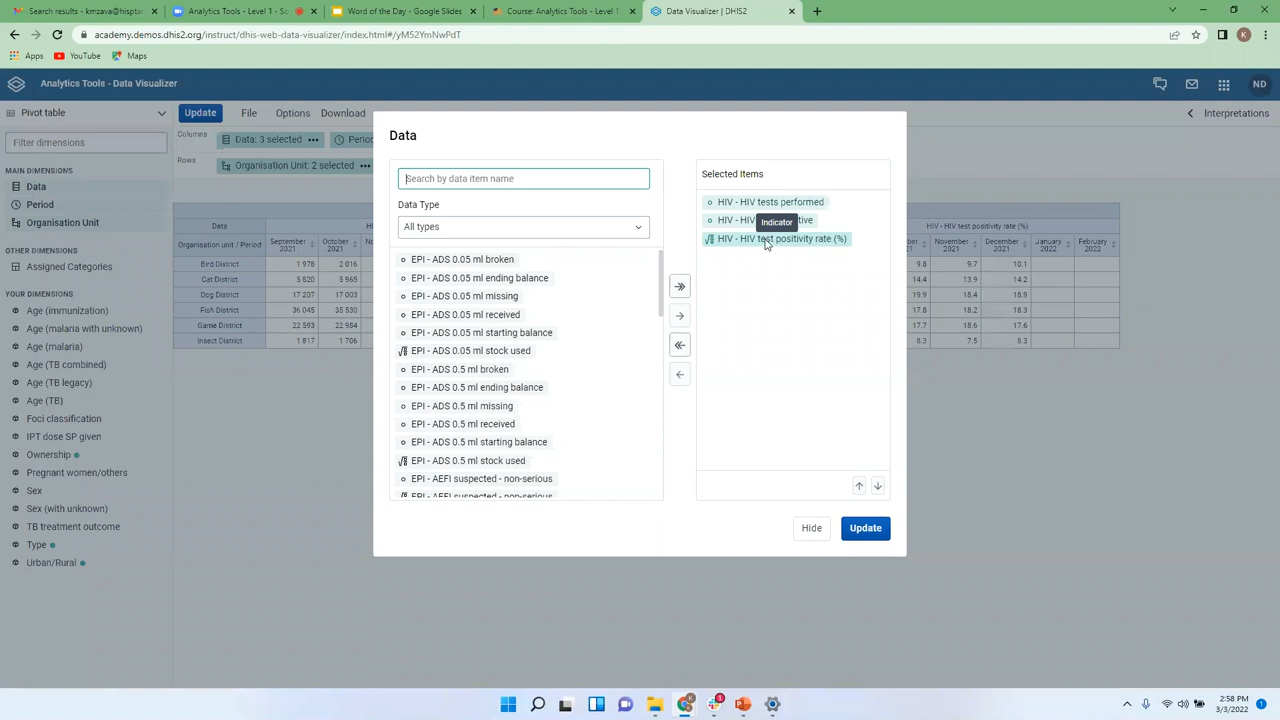 Search results - kmzava@hisptan
Analytics Tools - Level 1 - S
Word of the Day - Google Slides
Course: Analytics Tools - Level 1
Data Visualizer | DHIS2
academy.demos.dhis2.org/instruct/dhis-web-data-visualizer/index.html#/yM52YmNwPdT
K
Apps
YouTube
Maps
Analytics Tools - Data Visualizer
ND
Pivot table
Update
File
Options
Download
Interpretations
Filter dimensions
Columns
Data: 3 selected
Period
Rows
Organisation Unit: 2 selected
MAIN DIMENSIONS
Data
Period
Organisation Unit
OTHER DIMENSIONS
Assigned Categories
YOUR DIMENSIONS
Age (immunization)
Age (malaria with unknown)
Age (malaria)
Age (TB combined)
Age (TB legacy)
Age (TB)
Foci classification
IPT dose SP given
Ownership
Pregnant women/others
Sex
Sex (with unknown)
TB treatment outcome
Type
Urban/Rural
Data
HIV - HIV test positivity rate (%)
Organisation unit / Period
September 2021
October 2021
November 2021
December 2021
January 2022
February 2022
Bird District 1 978 2 016 9.8 9.7 10.1
Cat District 5 820 5 965 14.4 13.9 14.2
Dog District 17 207 17 003 19.9 18.4 18.9
Fish District 36 045 35 530 17.8 18.2 18.3
Game District 22 593 22 984 17.7 18.6 17.6
Insect District 1 817 1 706 8.3 7.5 8.3
Data
Search by data item name
Data Type
All types
EPI - ADS 0.05 ml broken
EPI - ADS 0.05 ml ending balance
EPI - ADS 0.05 ml missing
EPI - ADS 0.05 ml received
EPI - ADS 0.05 ml starting balance
EPI - ADS 0.05 ml stock used
EPI - ADS 0.5 ml broken
EPI - ADS 0.5 ml ending balance
EPI - ADS 0.5 ml missing
EPI - ADS 0.5 ml received
EPI - ADS 0.5 ml starting balance
EPI - ADS 0.5 ml stock used
EPI - AEFI suspected - non-serious
EPI - AEFI suspected - non-serious
Selected Items
HIV - HIV tests performed
HIV - HIV
Indicator
HIV - HIV test positivity rate (%)
Hide
Update
2:58 PM
3/3/2022